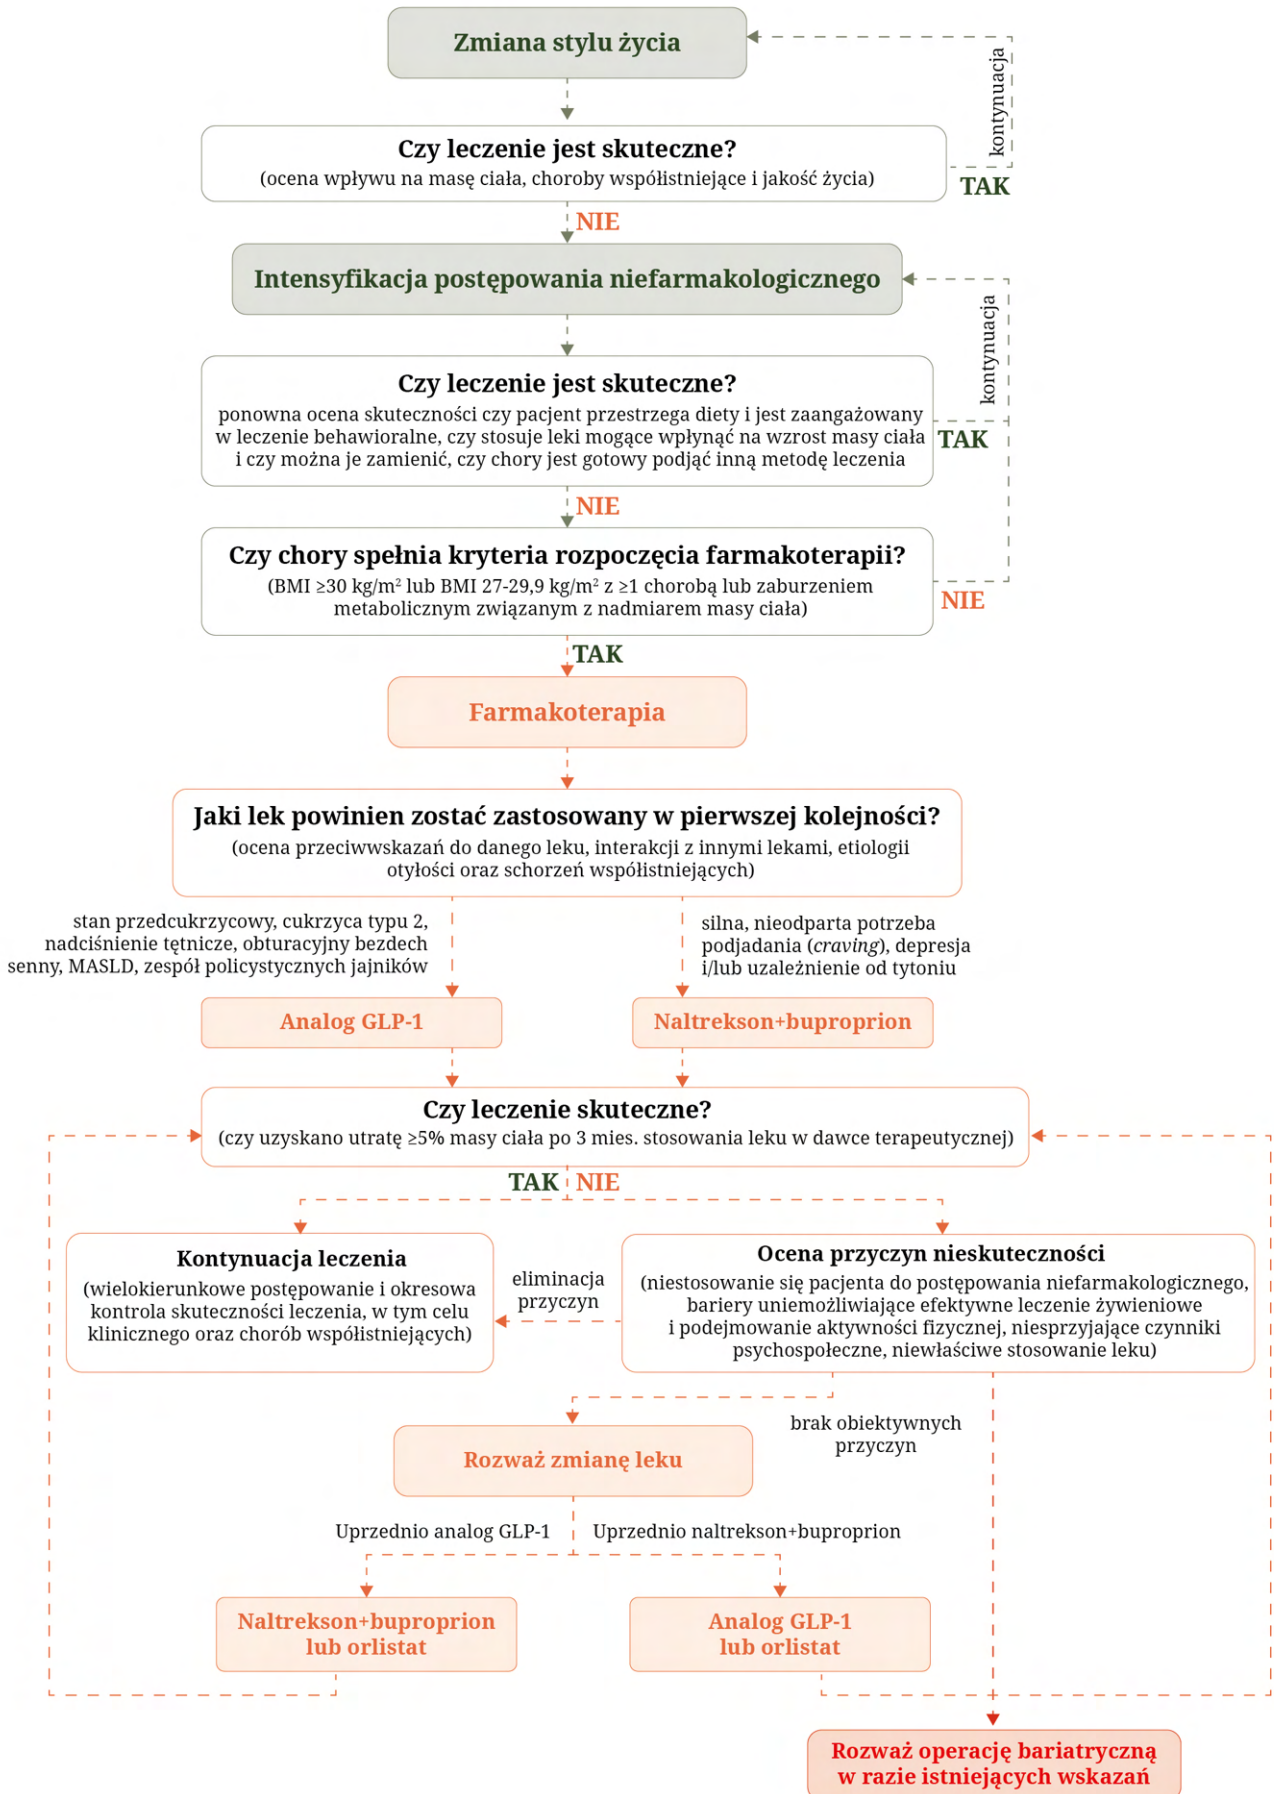 Zmiana stylu życia
kontynuacja
Czy leczenie jest skuteczne?
(ocena wpływu na masę ciała, choroby współistniejące i jakość życia)
TAK
NIE
Intensyfikacja postępowania niefarmakologicznego
kontynuacja
Czy leczenie jest skuteczne?
ponowna ocena skuteczności czy pacjent przestrzega diety i jest zaangażowany
w leczenie behawioralne, czy stosuje leki mogące wpłynąć na wzrost masy ciała
i czy można je zamienić, czy chory jest gotowy podjąć inną metodę leczenia
TAK
NIE
Czy chory spełnia kryteria rozpoczęcia farmakoterapii?
(BMI ≥30 kg/m² lub BMI 27-29,9 kg/m² z ≥1 chorobą lub zaburzeniem
metabolicznym związanym z nadmiarem masy ciała)
NIE
TAK
Farmakoterapia
Jaki lek powinien zostać zastosowany w pierwszej kolejności?
(ocena przeciwwskazań do danego leku, interakcji z innymi lekami, etiologii
otyłości oraz schorzeń współistniejących)
stan przedcukrzycowy, cukrzyca typu 2,
nadciśnienie tętnicze, obturacyjny bezdech
senny, MASLD, zespół policystycznych jajników
silna, nieodparta potrzeba
podjadania (craving), depresja
i/lub uzależnienie od tytoniu
Analog GLP-1
Naltrekson+buproprion
Czy leczenie skuteczne?
(czy uzyskano utratę ≥5% masy ciała po 3 mies. stosowania leku w dawce terapeutycznej)
TAK
NIE
Kontynuacja leczenia
(wielokierunkowe postępowanie i okresowa
kontrola skuteczności leczenia, w tym celu
klinicznego oraz chorób współistniejących)
eliminacja
przyczyn
Ocena przyczyn nieskuteczności
(niestosowanie się pacjenta do postępowania niefarmakologicznego,
bariery uniemożliwiające efektywne leczenie żywieniowe
i podejmowanie aktywności fizycznej, niesprzyjające czynniki
psychospołeczne, niewłaściwe stosowanie leku)
brak obiektywnych
przyczyn
Rozważ zmianę leku
Uprzednio analog GLP-1
Uprzednio naltrekson+buproprion
Naltrekson+buproprion
lub orlistat
Analog GLP-1
lub orlistat
Rozważ operację bariatryczną
w razie istniejących wskazań